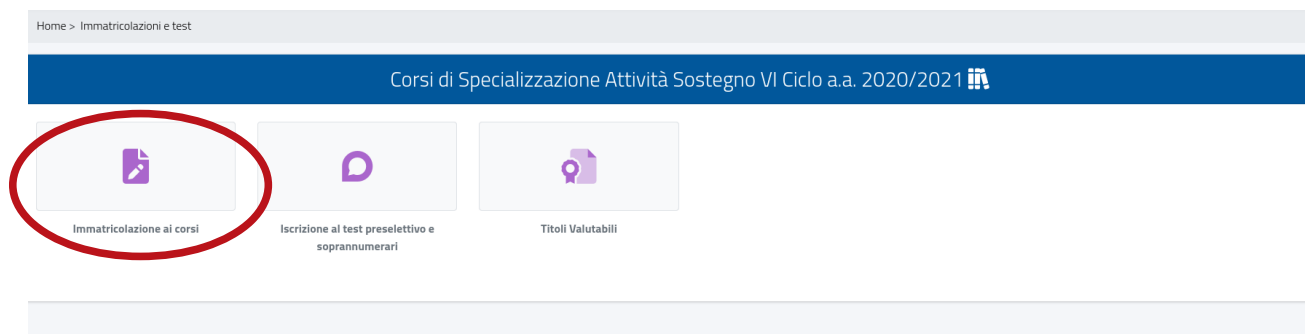 Home > Immatricolazioni e test
Corsi di Specializzazione Attività Sostegno VI Ciclo a.a. 2020/2021
Immatricolazione ai corsi
Iscrizione al test preselettivo e
soprannumerari
Titoli Valutabili